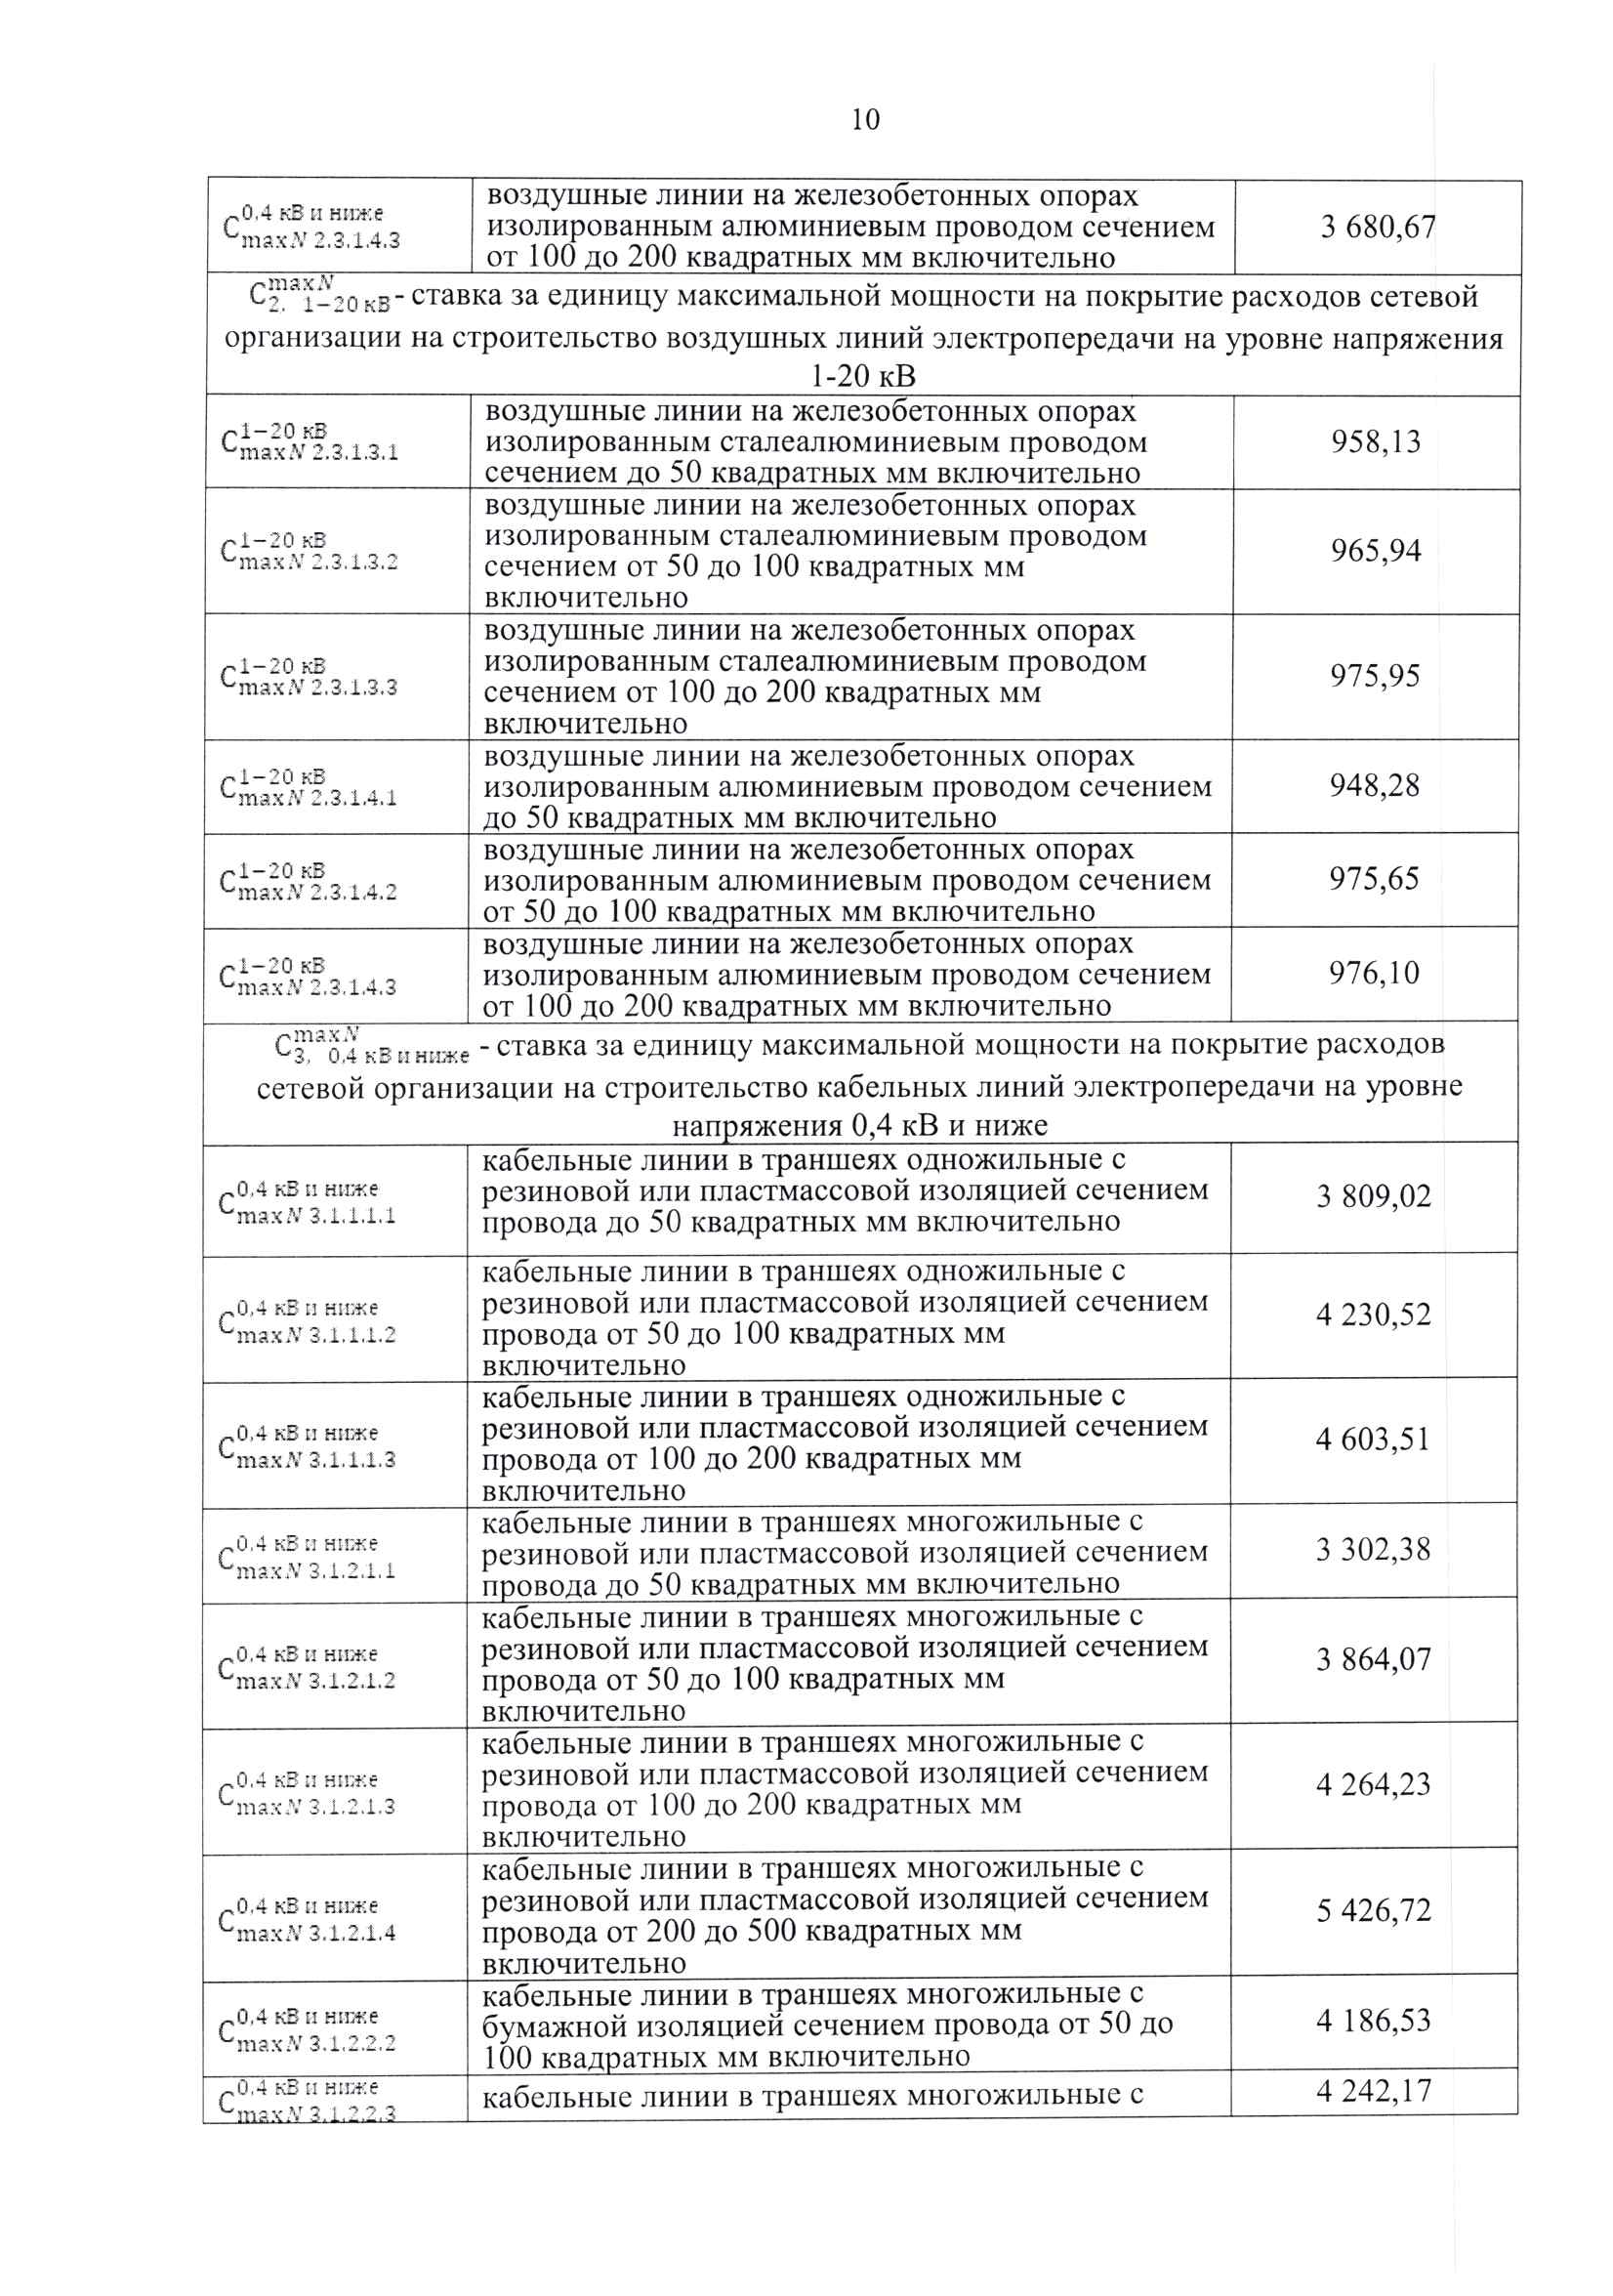 10
C 0,4 кВ и ниже maxN 2.3.1.4.3
воздушные линии на железобетонных опорах
изолированным алюминиевым проводом сечением
от 100 до 200 квадратных мм включительно
3 680,67
C maxN 2, 1–20 кВ - ставка за единицу максимальной мощности на покрытие расходов сетевой
организации на строительство воздушных линий электропередачи на уровне напряжения
1-20 кВ
C 1–20 кВ maxN 2.3.1.3.1
воздушные линии на железобетонных опорах
изолированным сталеалюминиевым проводом
сечением до 50 квадратных мм включительно
958,13
C 1–20 кВ maxN 2.3.1.3.2
воздушные линии на железобетонных опорах
изолированным сталеалюминиевым проводом
сечением от 50 до 100 квадратных мм
включительно
965,94
C 1–20 кВ maxN 2.3.1.3.3
воздушные линии на железобетонных опорах
изолированным сталеалюминиевым проводом
сечением от 100 до 200 квадратных мм
включительно
975,95
C 1–20 кВ maxN 2.3.1.4.1
воздушные линии на железобетонных опорах
изолированным алюминиевым проводом сечением
до 50 квадратных мм включительно
948,28
C 1–20 кВ maxN 2.3.1.4.2
воздушные линии на железобетонных опорах
изолированным алюминиевым проводом сечением
от 50 до 100 квадратных мм включительно
975,65
C 1–20 кВ maxN 2.3.1.4.3
воздушные линии на железобетонных опорах
изолированным алюминиевым проводом сечением
от 100 до 200 квадратных мм включительно
976,10
C maxN 3, 0,4 кВ и ниже - ставка за единицу максимальной мощности на покрытие расходов
сетевой организации на строительство кабельных линий электропередачи на уровне
напряжения 0,4 кВ и ниже
C 0,4 кВ и ниже maxN 3.1.1.1.1
кабельные линии в траншеях одножильные с
резиновой или пластмассовой изоляцией сечением
провода до 50 квадратных мм включительно
3 809,02
C 0,4 кВ и ниже maxN 3.1.1.1.2
кабельные линии в траншеях одножильные с
резиновой или пластмассовой изоляцией сечением
провода от 50 до 100 квадратных мм
включительно
4 230,52
C 0,4 кВ и ниже maxN 3.1.1.1.3
кабельные линии в траншеях одножильные с
резиновой или пластмассовой изоляцией сечением
провода от 100 до 200 квадратных мм
включительно
4 603,51
C 0,4 кВ и ниже maxN 3.1.2.1.1
кабельные линии в траншеях многожильные с
резиновой или пластмассовой изоляцией сечением
провода до 50 квадратных мм включительно
3 302,38
C 0,4 кВ и ниже maxN 3.1.2.1.2
кабельные линии в траншеях многожильные с
резиновой или пластмассовой изоляцией сечением
провода от 50 до 100 квадратных мм
включительно
3 864,07
C 0,4 кВ и ниже maxN 3.1.2.1.3
кабельные линии в траншеях многожильные с
резиновой или пластмассовой изоляцией сечением
провода от 100 до 200 квадратных мм
включительно
4 264,23
C 0,4 кВ и ниже maxN 3.1.2.1.4
кабельные линии в траншеях многожильные с
резиновой или пластмассовой изоляцией сечением
провода от 200 до 500 квадратных мм
включительно
5 426,72
C 0,4 кВ и ниже maxN 3.1.2.2.2
кабельные линии в траншеях многожильные с
бумажной изоляцией сечением провода от 50 до
100 квадратных мм включительно
4 186,53
C 0,4 кВ и ниже maxN 3.1.2.2.3
кабельные линии в траншеях многожильные с
4 242,17